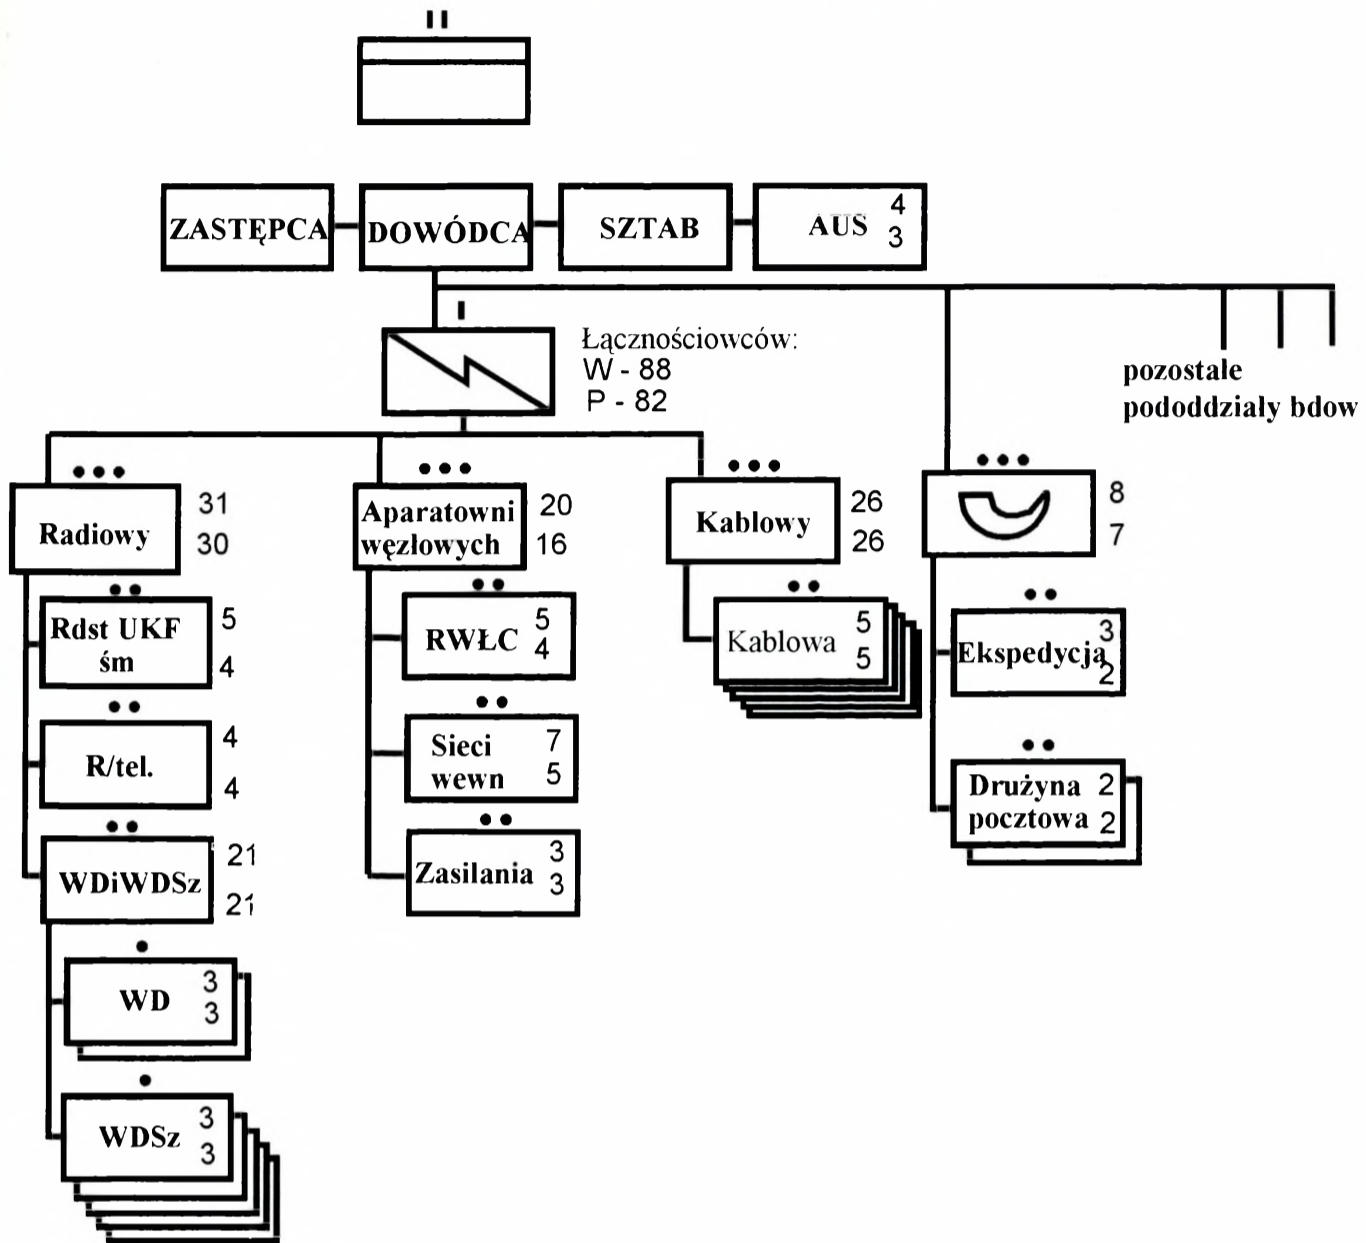 ZASTĘPCA
DOWÓDCA
SZTAB
AUS
4
3
Łącznościowców:
W - 88
P - 82
pozostałe
pododdziały bdow
Radiowy
31
30
Aparatowni
węzłowych
20
16
Kablowy
26
26
8
7
Rdst UKF
śm
5
4
R/tel.
4
4
WDiWDSz
21
21
WD
3
3
WDSz
3
3
RWŁC
5
4
Sieci
wewn
7
5
Zasilania
3
3
Kablowa
5
5
Ekspedycja
3
2
Drużyna
pocztowa
2
2